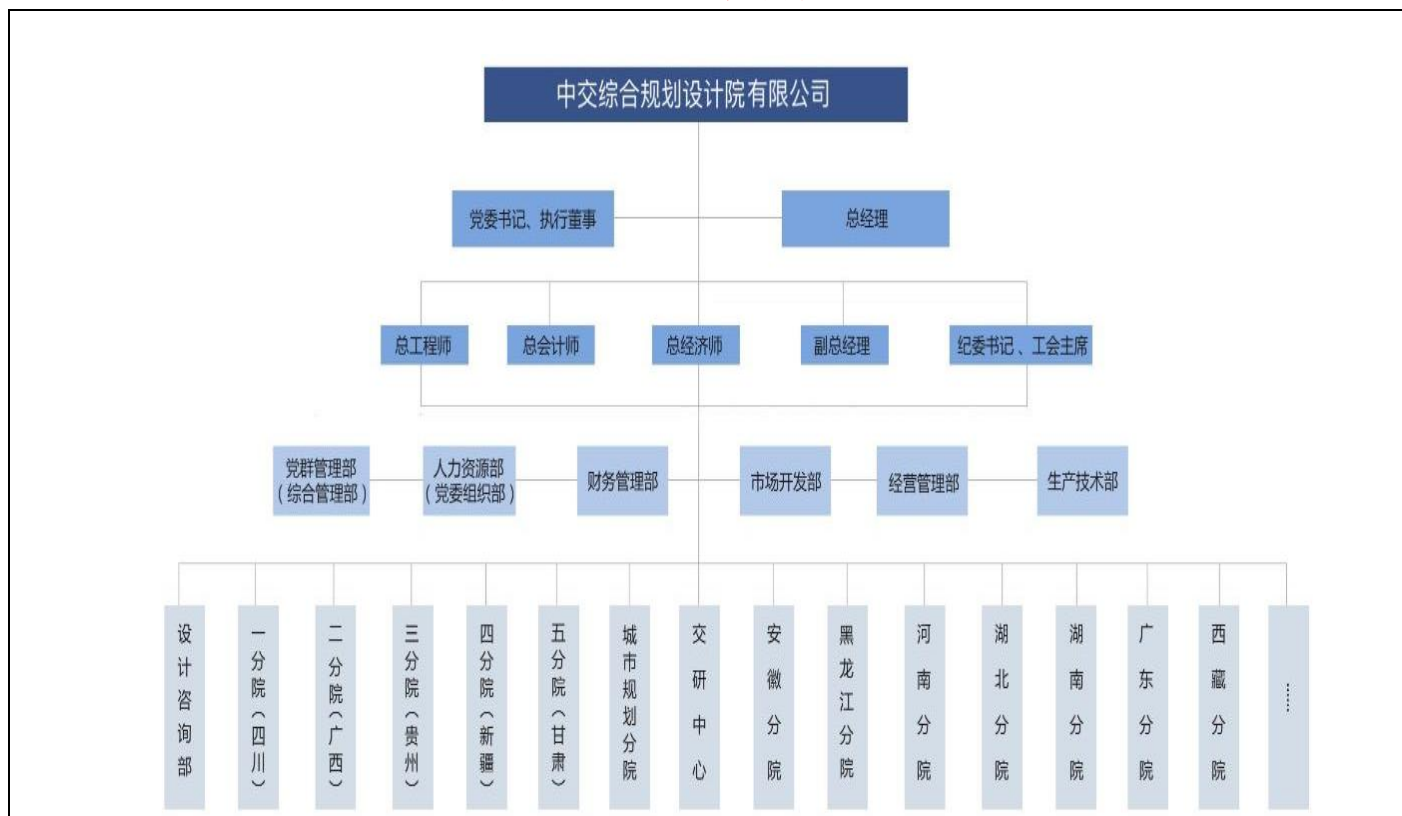 中交综合规划设计院有限公司
党委书记、执行董事
总经理
总工程师
总会计师
总经济师
副总经理
纪委书记、工会主席
党群管理部
（综合管理部）
人力资源部
（党委组织部）
财务管理部
市场开发部
经营管理部
生产技术部
设计咨询部
一分院（四川）
二分院（广西）
三分院（贵州）
四分院（新疆）
五分院（甘肃）
城市规划分院
交研中心
安徽分院
黑龙江分院
河南分院
湖北分院
湖南分院
广东分院
西藏分院
……